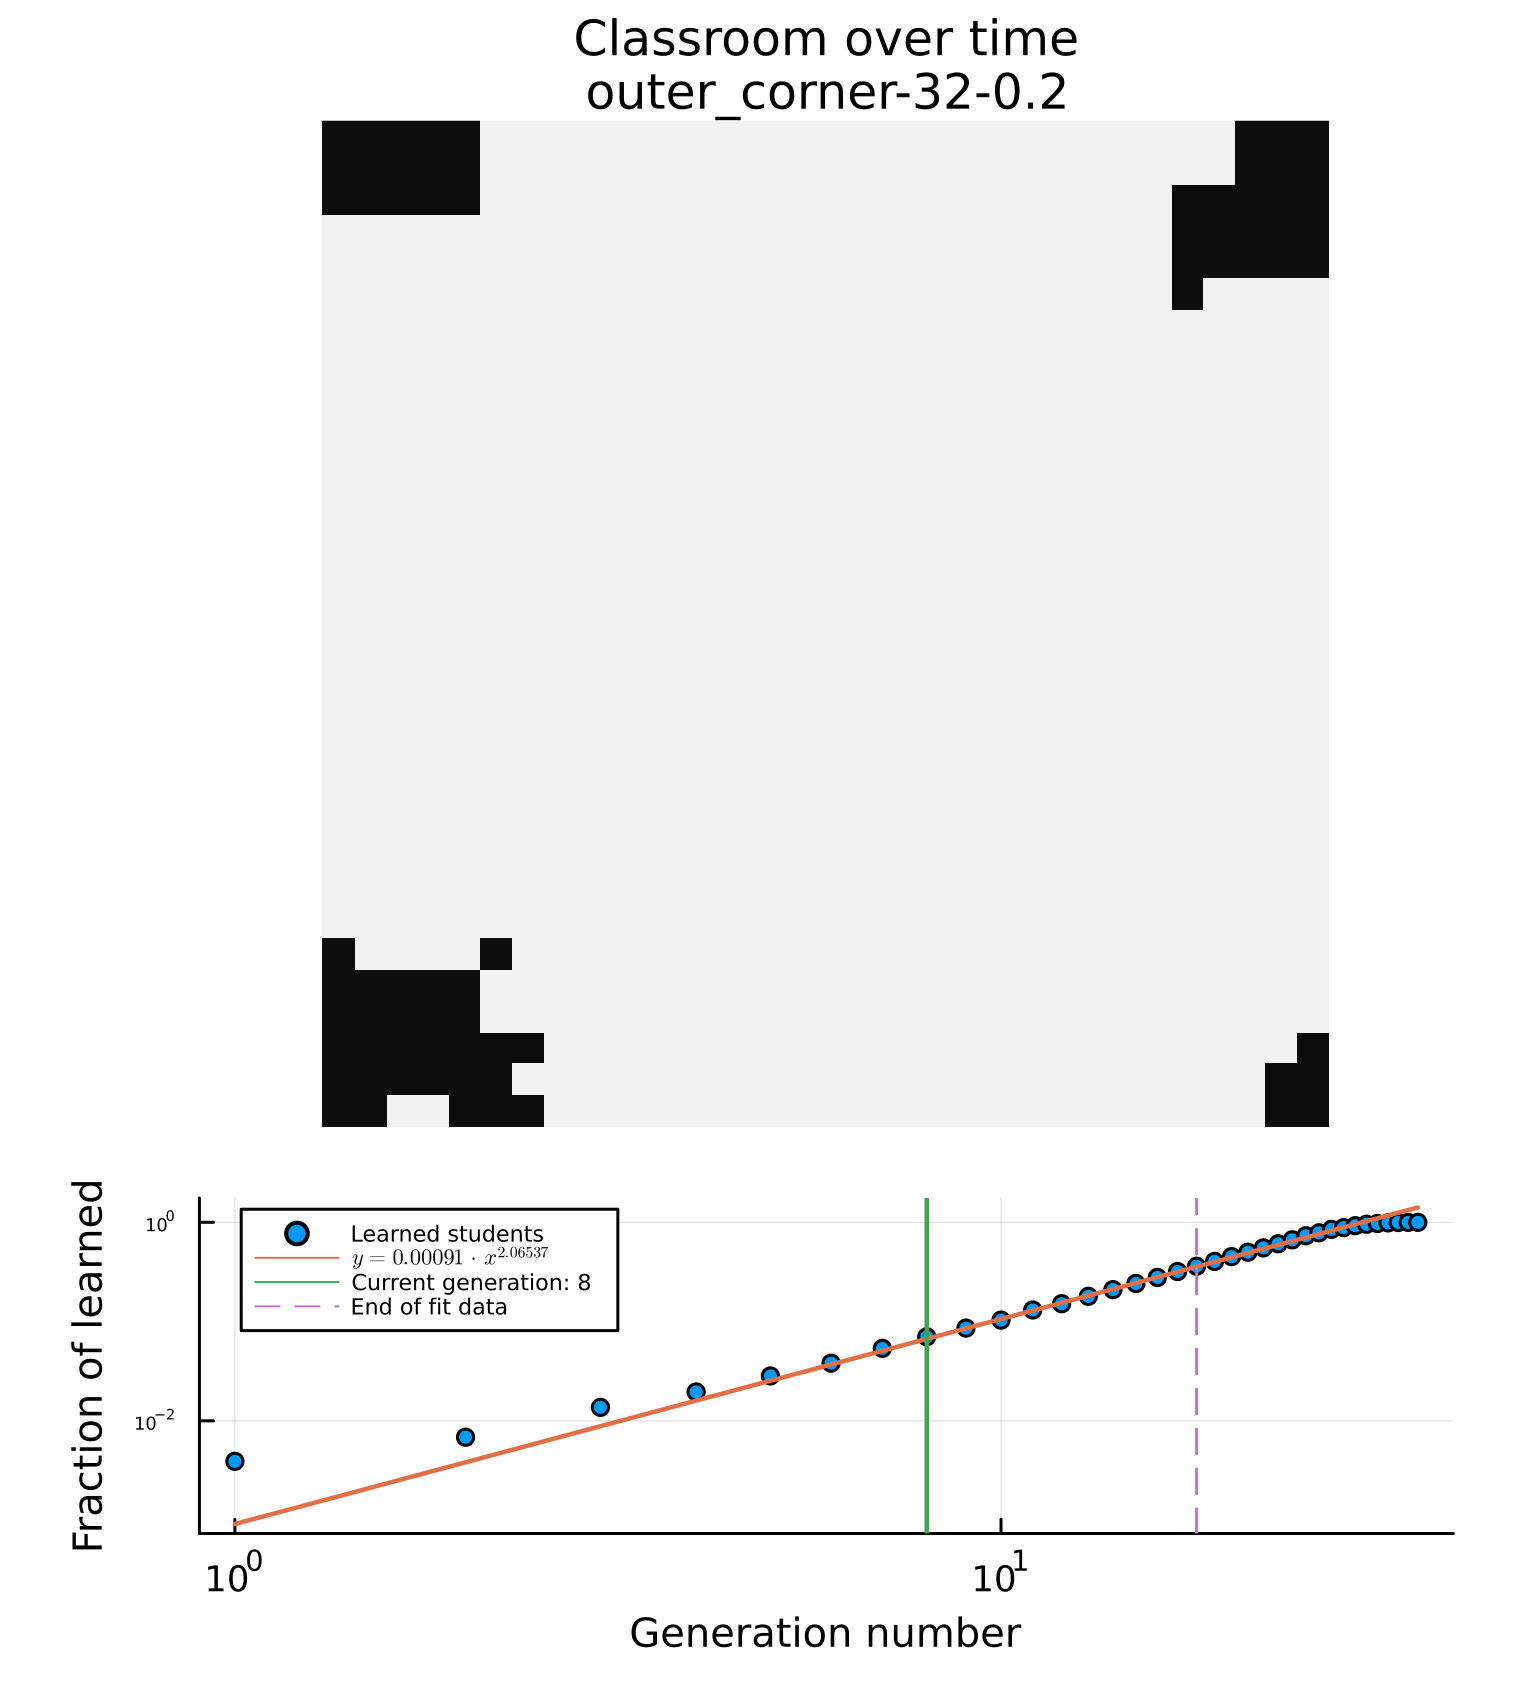 Classroom over time
outer_corner-32-0.2
Fraction of learned
10^0
10^−2
Learned students
y = 0.00091 · x^2.06537
Current generation: 8
End of fit data
10^0
10^1
Generation number